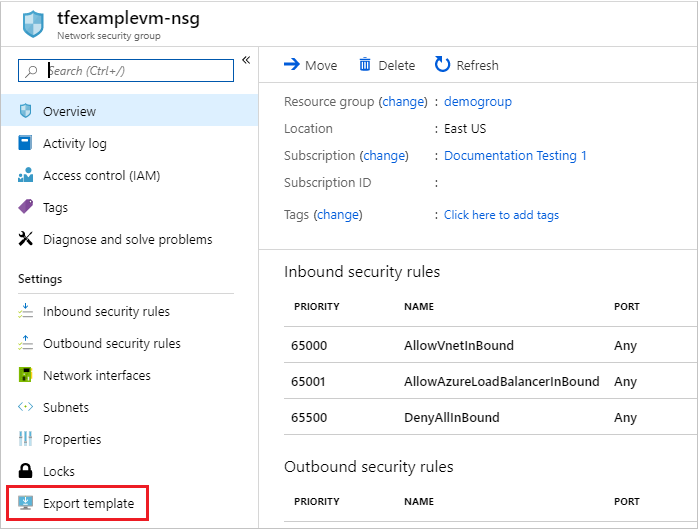 tfexamplevm-nsg
Network security group
«
Search (Ctrl+/)
Overview
Activity log
Access control (IAM)
Tags
Diagnose and solve problems
Settings
Inbound security rules
Outbound security rules
Network interfaces
Subnets
Properties
Locks
Export template
Move Delete Refresh
Resource group (change) : demogroup
Location : East US
Subscription (change) : Documentation Testing 1
Subscription ID :
Tags (change) : Click here to add tags
Inbound security rules
PRIORITY NAME PORT
65000 AllowVnetInBound Any
65001 AllowAzureLoadBalancerInBound Any
65500 DenyAllInBound Any
Outbound security rules
PRIORITY NAME PORT